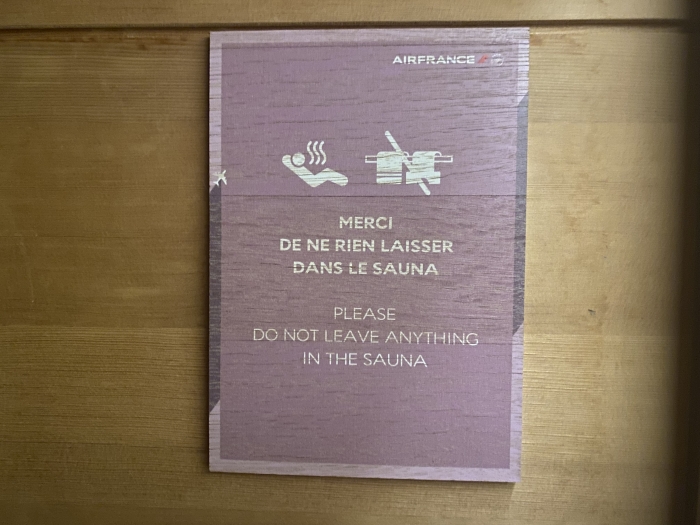 AIRFRANCE
MERCI
DE NE RIEN LAISSER
DANS LE SAUNA
PLEASE
DO NOT LEAVE ANYTHING
IN THE SAUNA